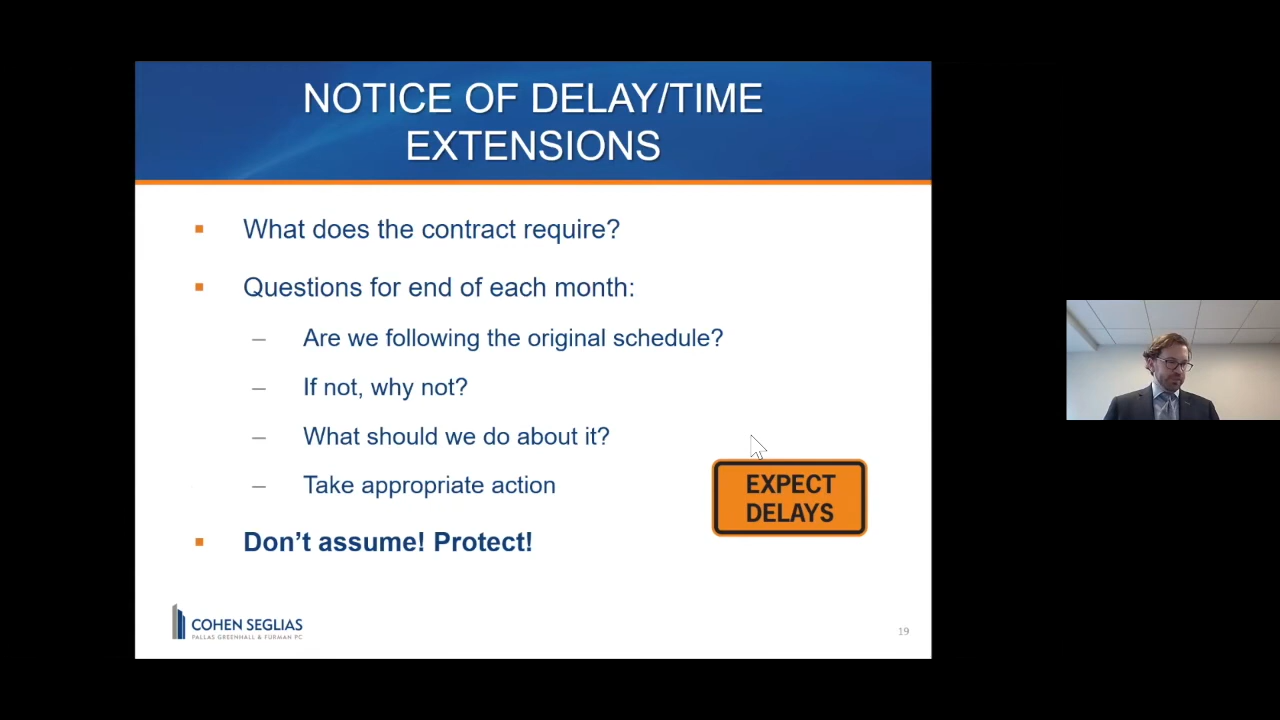 NOTICE OF DELAY/TIME
EXTENSIONS
What does the contract require?
Questions for end of each month:
– Are we following the original schedule?
– If not, why not?
– What should we do about it?
– Take appropriate action
Don’t assume! Protect!
EXPECT
DELAYS
COHEN SEGLIAS
PALLAS GREENHALL & FURMAN PC
19